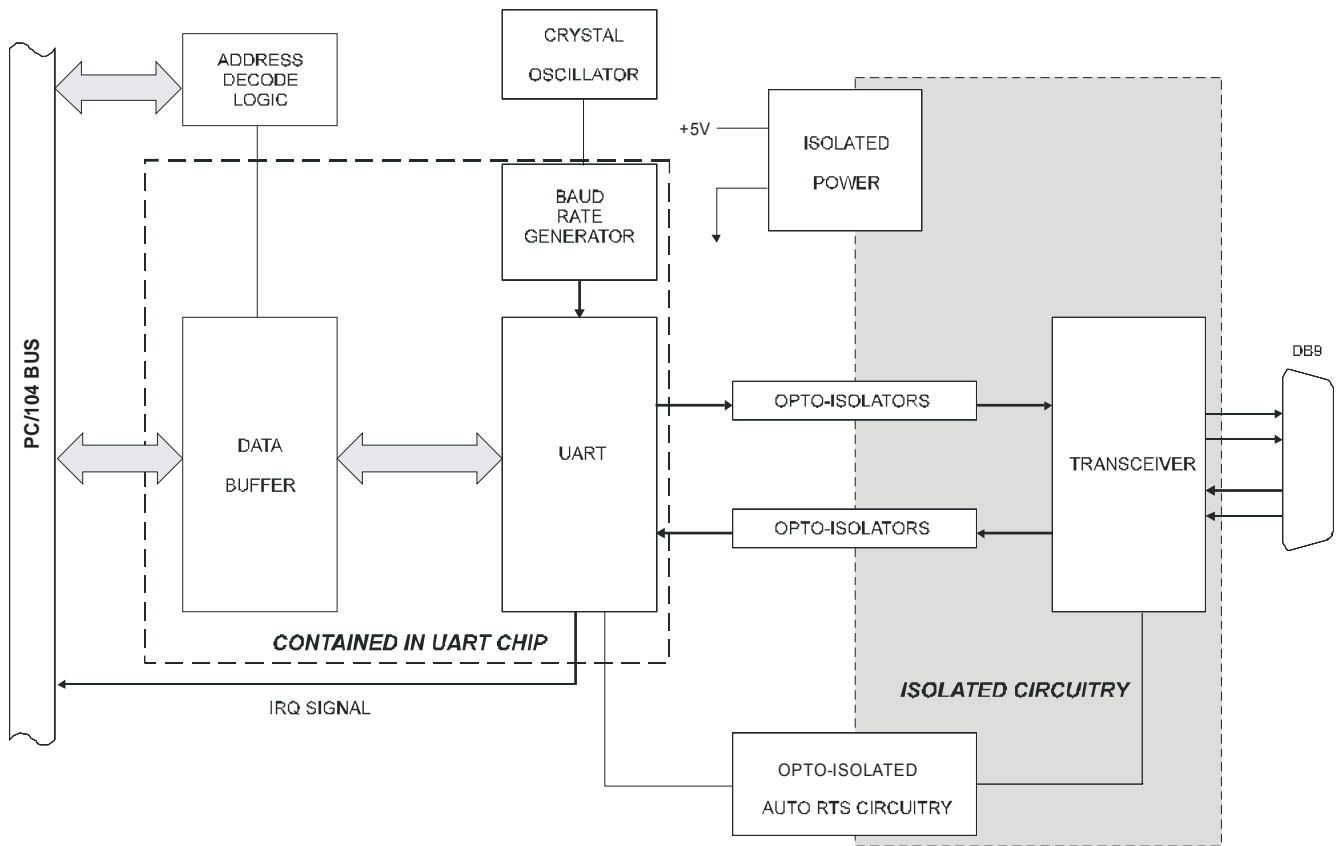 CRYSTAL
OSCILLATOR
ADDRESS
DECODE
LOGIC
+5V
ISOLATED
POWER
BAUD
RATE
GENERATOR
PC/104 BUS
DATA
BUFFER
UART
OPTO-ISOLATORS
OPTO-ISOLATORS
TRANSCEIVER
DB9
CONTAINED IN UART CHIP
IRQ SIGNAL
ISOLATED CIRCUITRY
OPTO-ISOLATED
AUTO RTS CIRCUITRY